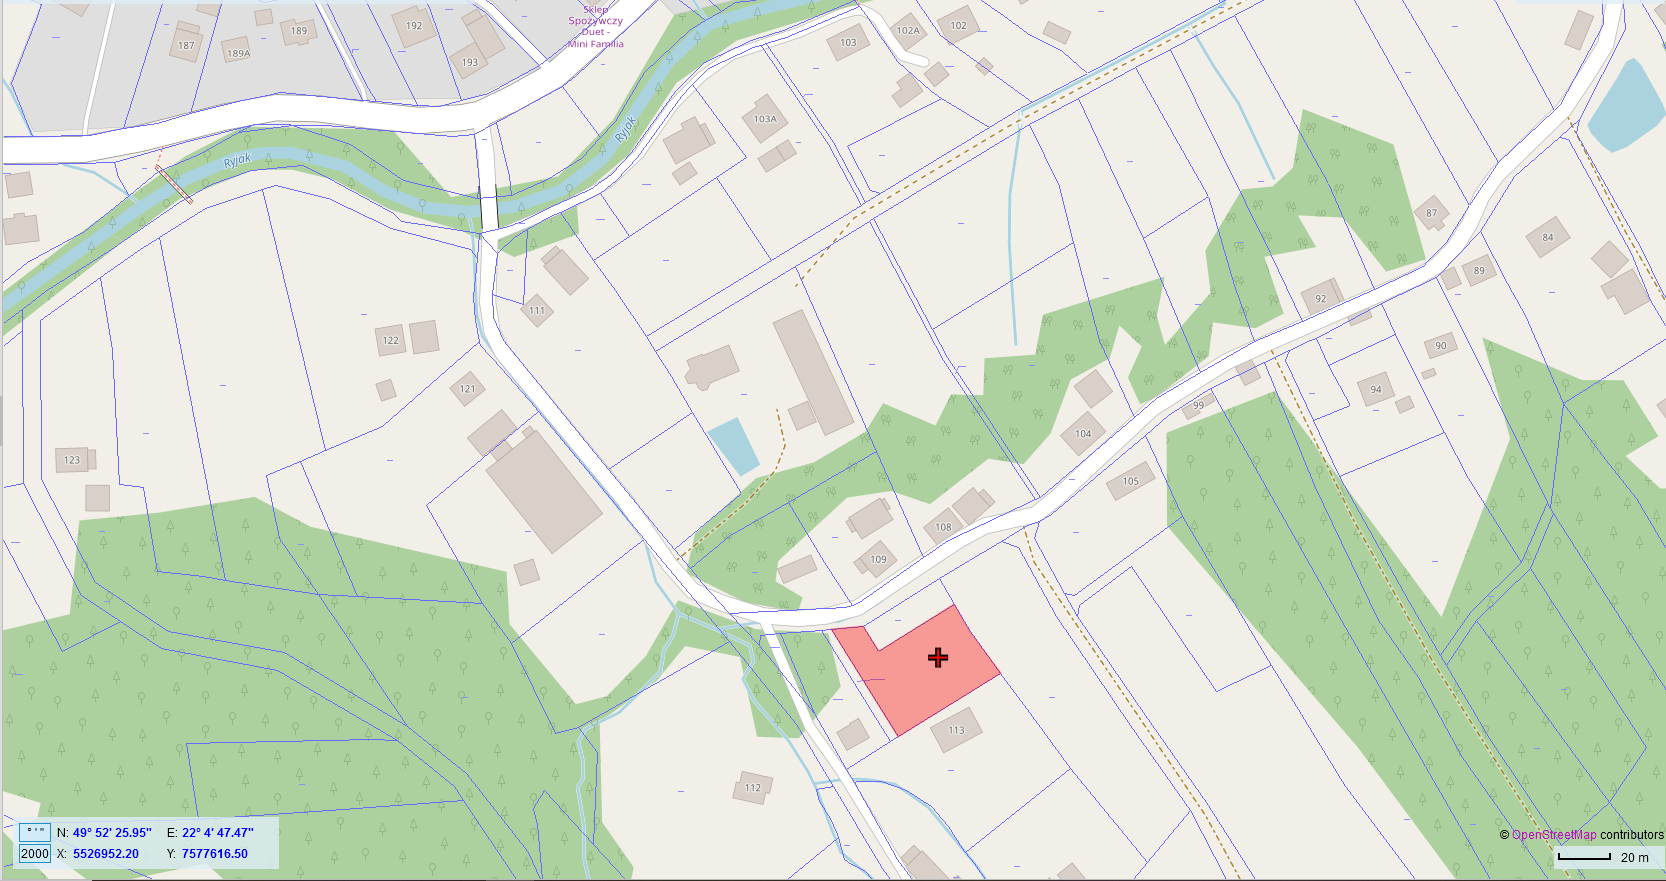 Sklep
Spożywczy
Duet -
Mini Familia
192
189
187
189A
193
102
102A
103
103A
Ryjak
Ryjak
87
84
89
92
111
122
90
121
94
99
104
123
105
108
109
113
112
° ' " N: 49° 52' 25.95" E: 22° 4' 47.47"
2000 X: 5526952.20 Y: 7577616.50
© OpenStreetMap contributors
20 m